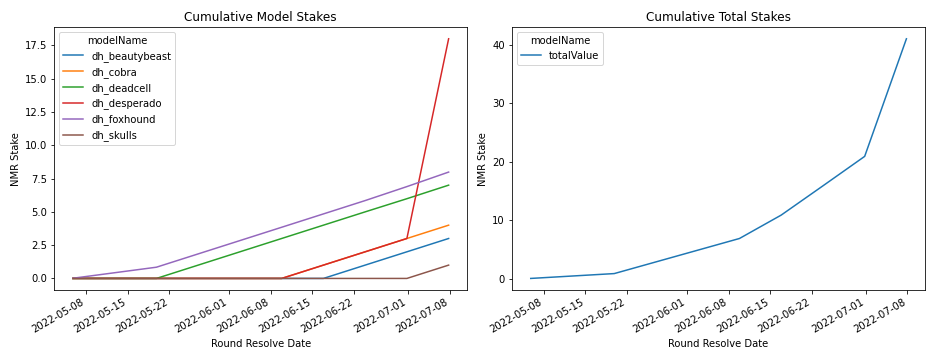 Cumulative Model Stakes
modelName
dh_beautybeast
dh_cobra
dh_deadcell
dh_desperado
dh_foxhound
dh_skulls
NMR Stake
17.5
15.0
12.5
10.0
7.5
5.0
2.5
0.0
2022-05-08
2022-05-15
2022-05-22
2022-06-01
2022-06-08
2022-06-15
2022-06-22
2022-07-01
2022-07-08
Round Resolve Date
Cumulative Total Stakes
modelName
totalValue
NMR Stake
40
30
20
10
0
2022-05-08
2022-05-15
2022-05-22
2022-06-01
2022-06-08
2022-06-15
2022-06-22
2022-07-01
2022-07-08
Round Resolve Date